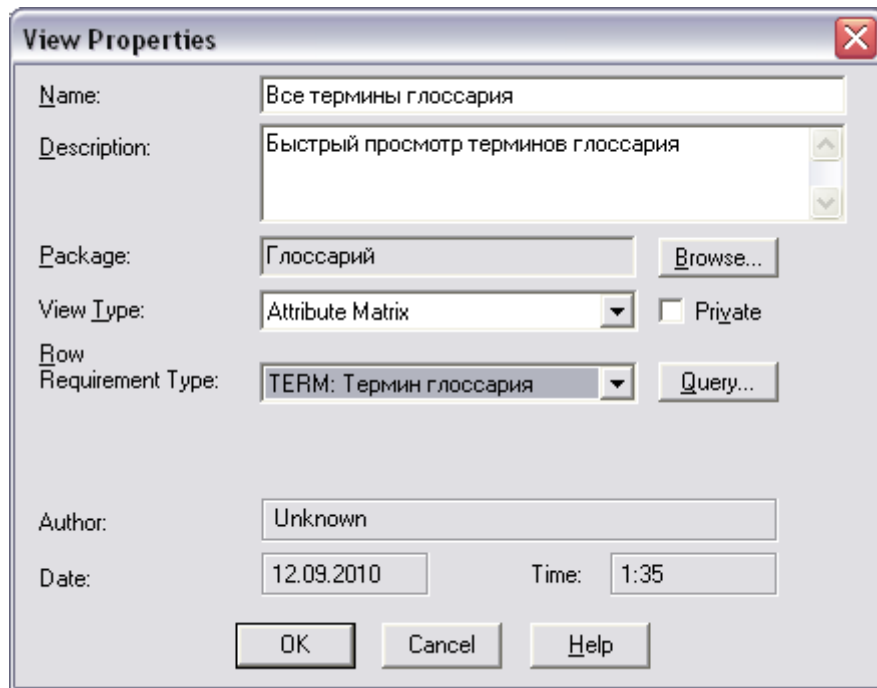 View Properties
Name: Все термины глоссария
Description: Быстрый просмотр терминов глоссария
Package: Глоссарий Browse...
View Type: Attribute Matrix Private
Row
Requirement Type: TERM: Термин глоссария Query...
Author: Unknown
Date: 12.09.2010 Time: 1:35
OK Cancel Help